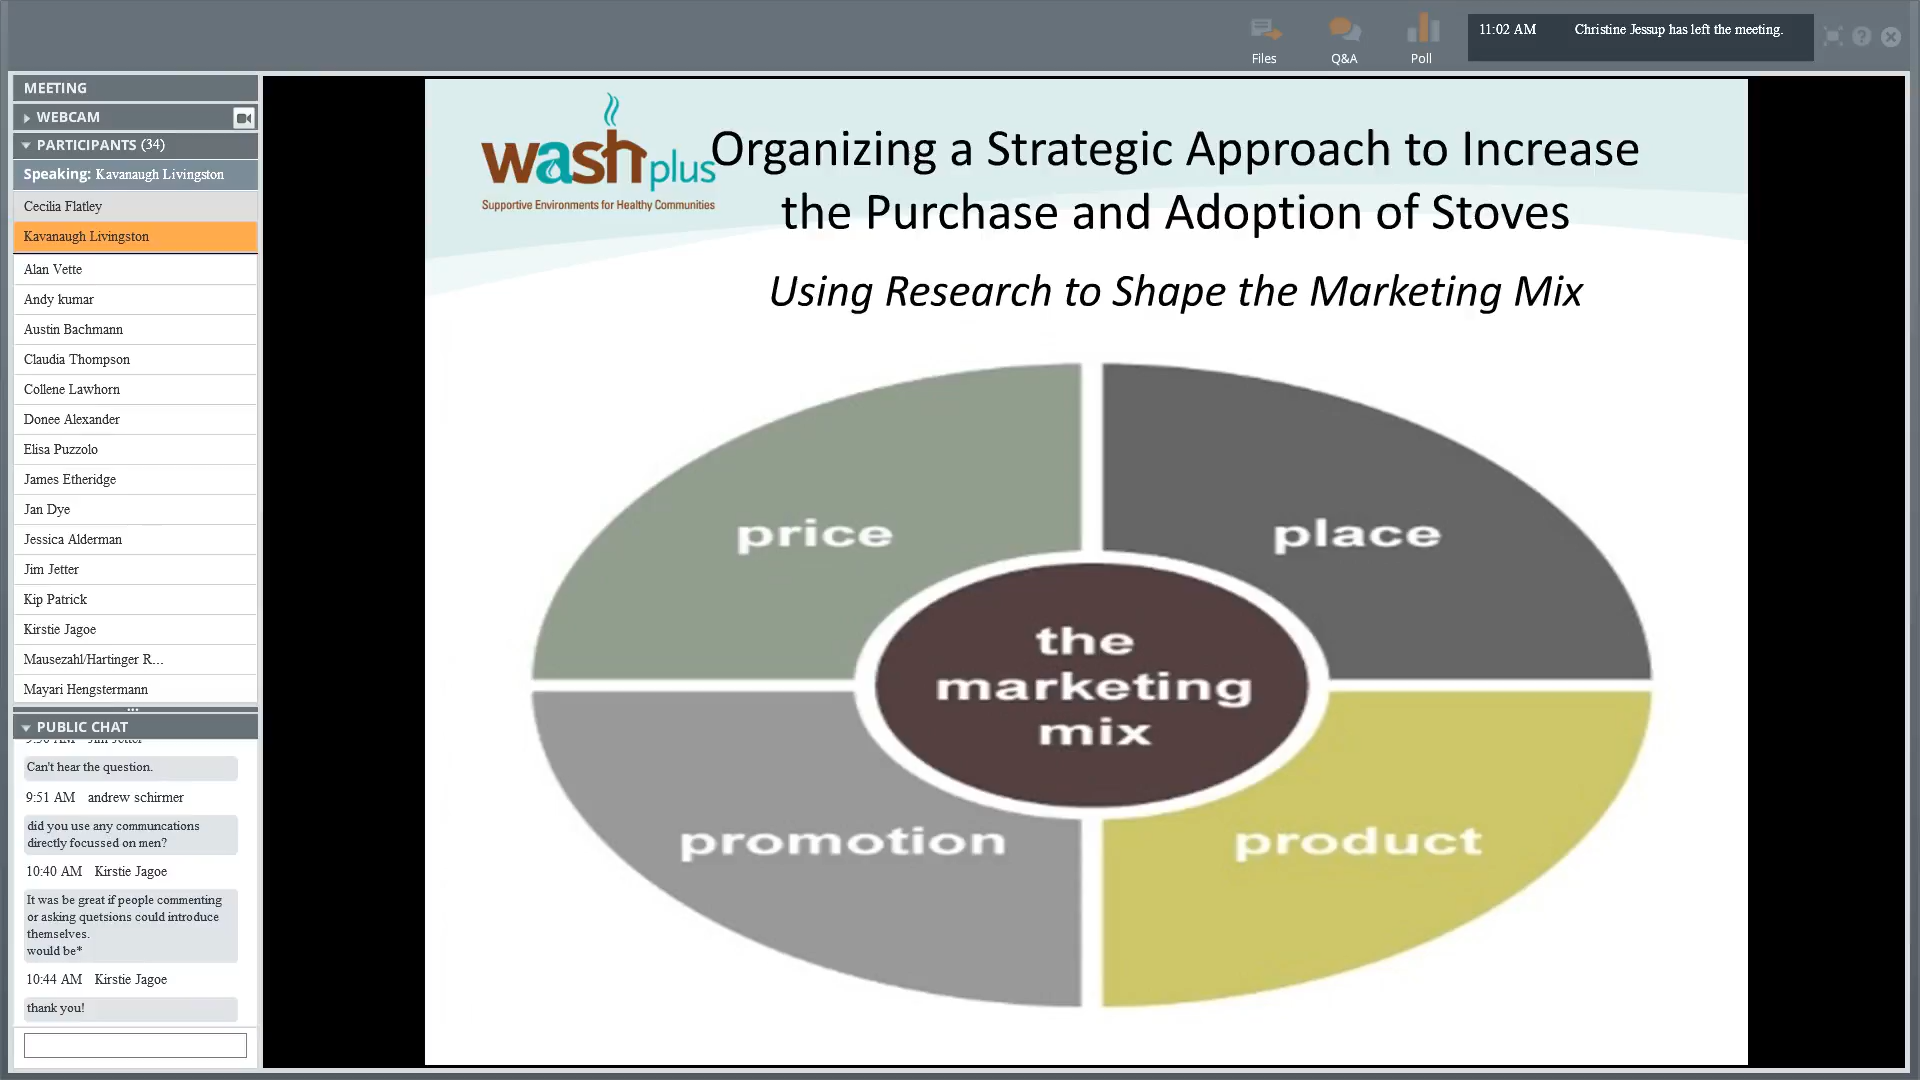 Files
Q&A
Poll
11:02 AM Christine Jessup has left the meeting.
MEETING
WEBCAM
PARTICIPANTS (34)
Speaking: Kavanaugh Livingston
Cecilia Flatley
Kavanaugh Livingston
Alan Vette
Andy kumar
Austin Bachmann
Claudia Thompson
Collene Lawhorn
Donee Alexander
Elisa Puzzolo
James Etheridge
Jan Dye
Jessica Alderman
Jim Jetter
Kip Patrick
Kirstie Jagoe
Mausezahl/Hartinger R...
Mayari Hengstermann
PUBLIC CHAT
Can't hear the question.
9:51 AM andrew schirmer
did you use any communcations
directly focussed on men?
10:40 AM Kirstie Jagoe
It was be great if people commenting
or asking quetsions could introduce
themselves.
would be*
10:44 AM Kirstie Jagoe
thank you!
wash plus
Supportive Environments for Healthy Communities
Organizing a Strategic Approach to Increase
the Purchase and Adoption of Stoves
Using Research to Shape the Marketing Mix
price
place
the
marketing
mix
promotion
product